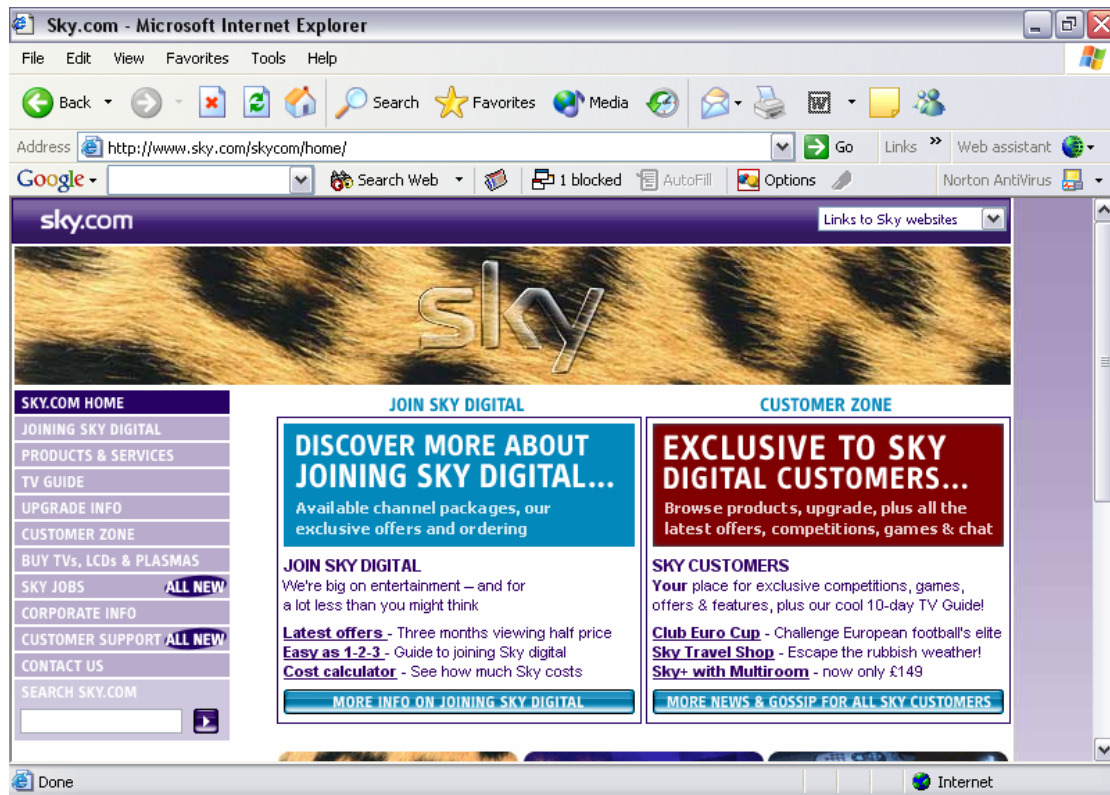 Sky.com - Microsoft Internet Explorer
File Edit View Favorites Tools Help
Back Search Favorites Media
Address http://www.sky.com/skycom/home/ Go Links » Web assistant
Google Search Web 1 blocked AutoFill Options Norton AntiVirus
sky.com Links to Sky websites
sky
SKY.COM HOME
JOINING SKY DIGITAL
PRODUCTS & SERVICES
TV GUIDE
UPGRADE INFO
CUSTOMER ZONE
BUY TVs, LCDs & PLASMAS
SKY JOBS ALL NEW
CORPORATE INFO
CUSTOMER SUPPORT ALL NEW
CONTACT US
SEARCH SKY.COM
JOIN SKY DIGITAL
DISCOVER MORE ABOUT
JOINING SKY DIGITAL...
Available channel packages, our
exclusive offers and ordering
JOIN SKY DIGITAL
We're big on entertainment – and for
a lot less than you might think
Latest offers - Three months viewing half price
Easy as 1-2-3 - Guide to joining Sky digital
Cost calculator - See how much Sky costs
MORE INFO ON JOINING SKY DIGITAL
CUSTOMER ZONE
EXCLUSIVE TO SKY
DIGITAL CUSTOMERS...
Browse products, upgrade, plus all the
latest offers, competitions, games & chat
SKY CUSTOMERS
Your place for exclusive competitions, games,
offers & features, plus our cool 10-day TV Guide!
Club Euro Cup - Challenge European football's elite
Sky Travel Shop - Escape the rubbish weather!
Sky+ with Multiroom - now only £149
MORE NEWS & GOSSIP FOR ALL SKY CUSTOMERS
Done Internet